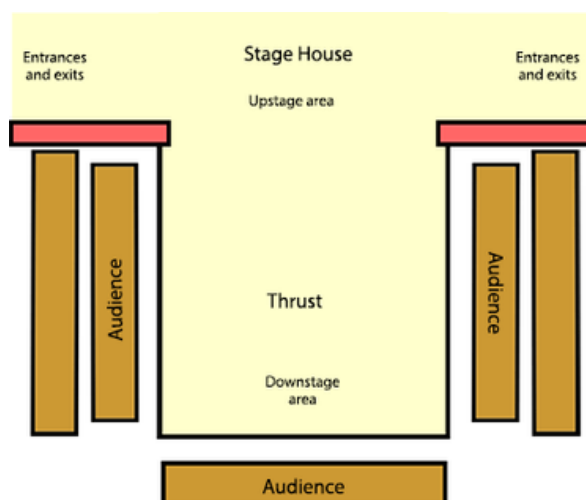 Entrances
and exits
Stage House
Entrances
and exits
Upstage area
Audience
Audience
Thrust
Downstage
area
Audience